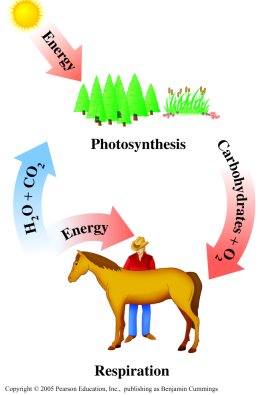 Energy
Photosynthesis
Carbohydrates + O₂
H₂O + CO₂
Energy
Respiration
Copyright © 2005 Pearson Education, Inc., publishing as Benjamin Cummings